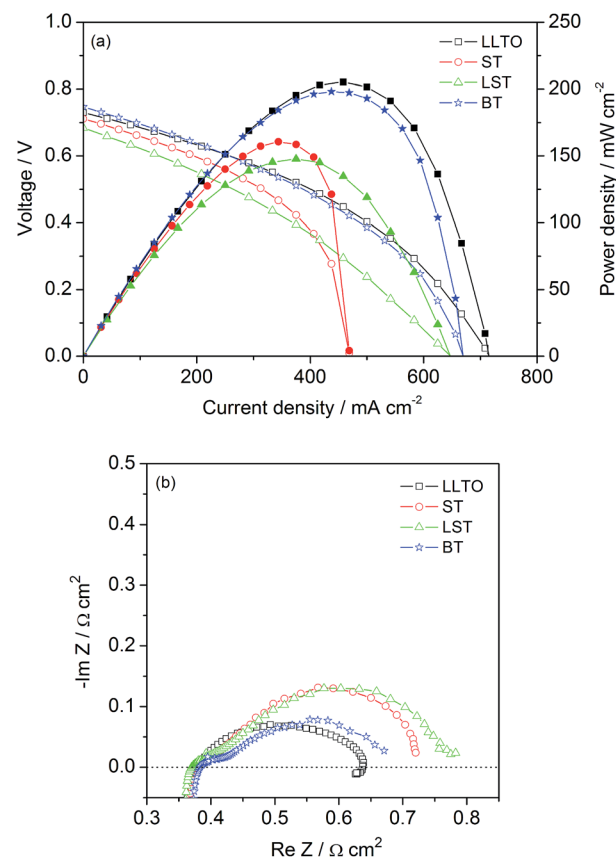 (a)
LLTO
ST
LST
BT
1.0
0.8
0.6
0.4
0.2
0.0
Voltage / V
250
200
150
100
50
0
Power density / mW cm⁻²
0
200
400
600
800
Current density / mA cm⁻²
(b)
LLTO
ST
LST
BT
0.5
0.4
0.3
0.2
0.1
0.0
-Im Z / Ω cm²
0.3
0.4
0.5
0.6
0.7
0.8
Re Z / Ω cm²